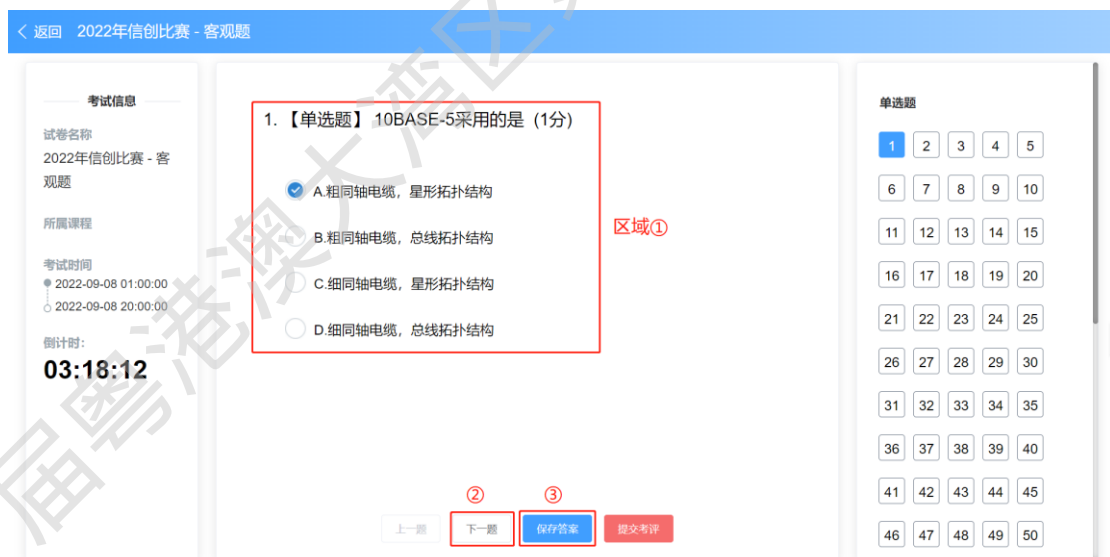 < 返回 2022年信创比赛 - 客观题
考试信息
试卷名称
2022年信创比赛 - 客
观题
所属课程
考试时间
2022-09-08 01:00:00
2022-09-08 20:00:00
倒计时:
03:18:12
1. 【单选题】 10BASE-5采用的是 (1分)
A.粗同轴电缆，星形拓扑结构
B.粗同轴电缆，总线拓扑结构
C.细同轴电缆，星形拓扑结构
D.细同轴电缆，总线拓扑结构
区域①
② ③
上一题 下一题 保存答案 提交考评
单选题
1 2 3 4 5
6 7 8 9 10
11 12 13 14 15
16 17 18 19 20
21 22 23 24 25
26 27 28 29 30
31 32 33 34 35
36 37 38 39 40
41 42 43 44 45
46 47 48 49 50
届粤港澳大湾区